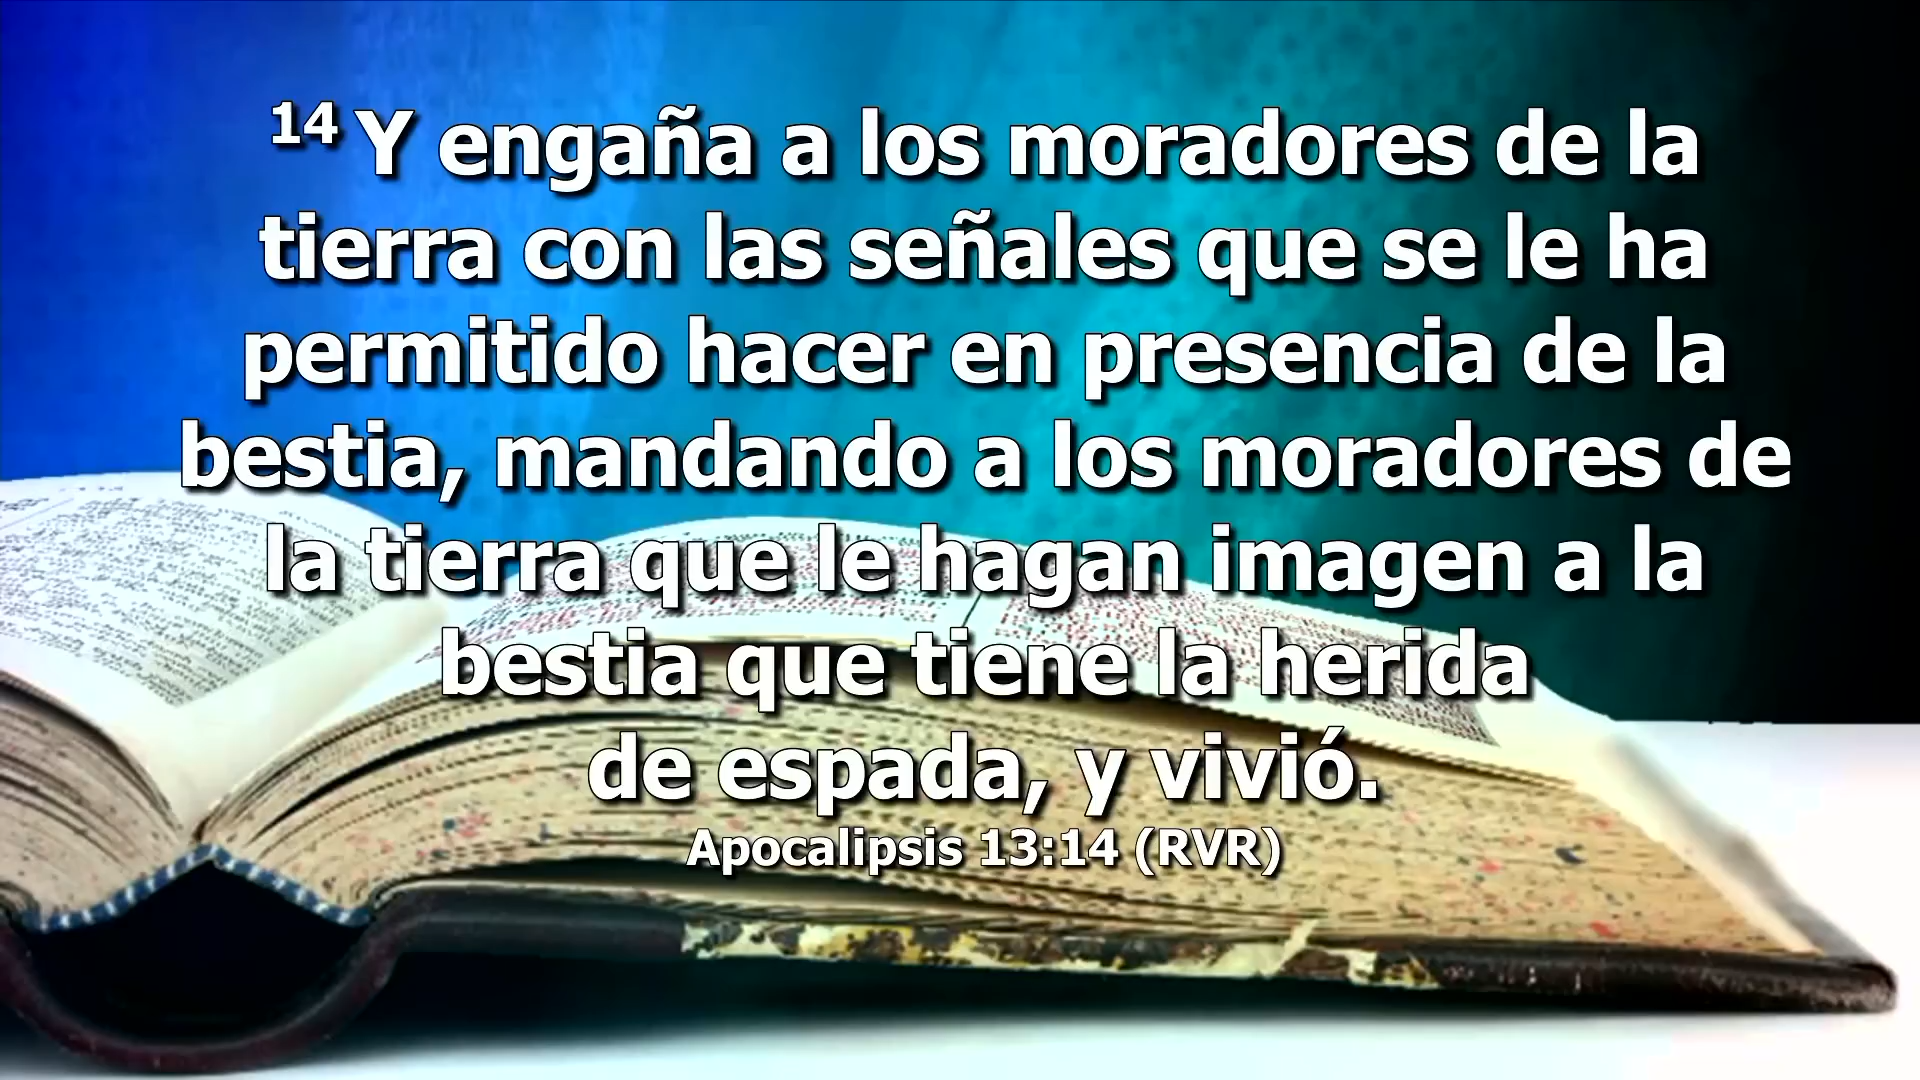 14 Y engaña a los moradores de la
tierra con las señales que se le ha
permitido hacer en presencia de la
bestia, mandando a los moradores de
la tierra que le hagan imagen a la
bestia que tiene la herida
de espada, y vivió.
Apocalipsis 13:14 (RVR)